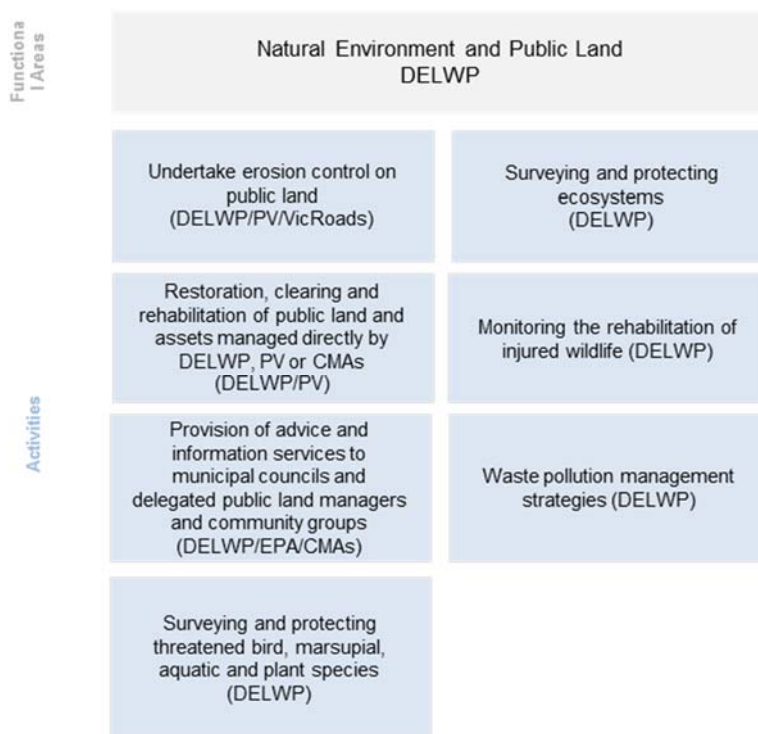 Functiona
l Areas
Natural Environment and Public Land
DELWP
Activities
Undertake erosion control on
public land
(DELWP/PV/VicRoads)
Surveying and protecting
ecosystems
(DELWP)
Restoration, clearing and
rehabilitation of public land and
assets managed directly by
DELWP, PV or CMAs
(DELWP/PV)
Monitoring the rehabilitation of
injured wildlife (DELWP)
Provision of advice and
information services to
municipal councils and
delegated public land managers
and community groups
(DELWP/EPA/CMAs)
Waste pollution management
strategies (DELWP)
Surveying and protecting
threatened bird, marsupial,
aquatic and plant species
(DELWP)